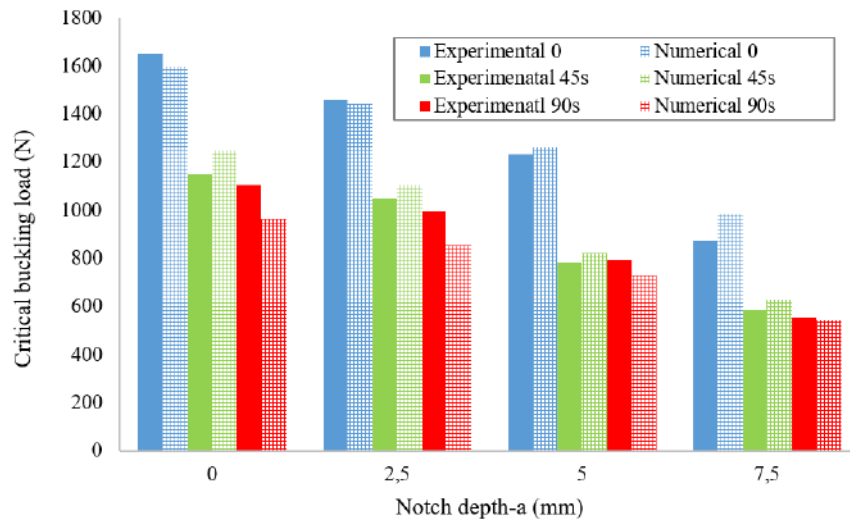 1800
1600
1400
1200
1000
800
600
400
200
0
Critical buckling load (N)
Experimental 0 Numerical 0
Experimenatal 45s Numerical 45s
Experimenatl 90s Numerical 90s
0 2,5 5 7,5
Notch depth-a (mm)